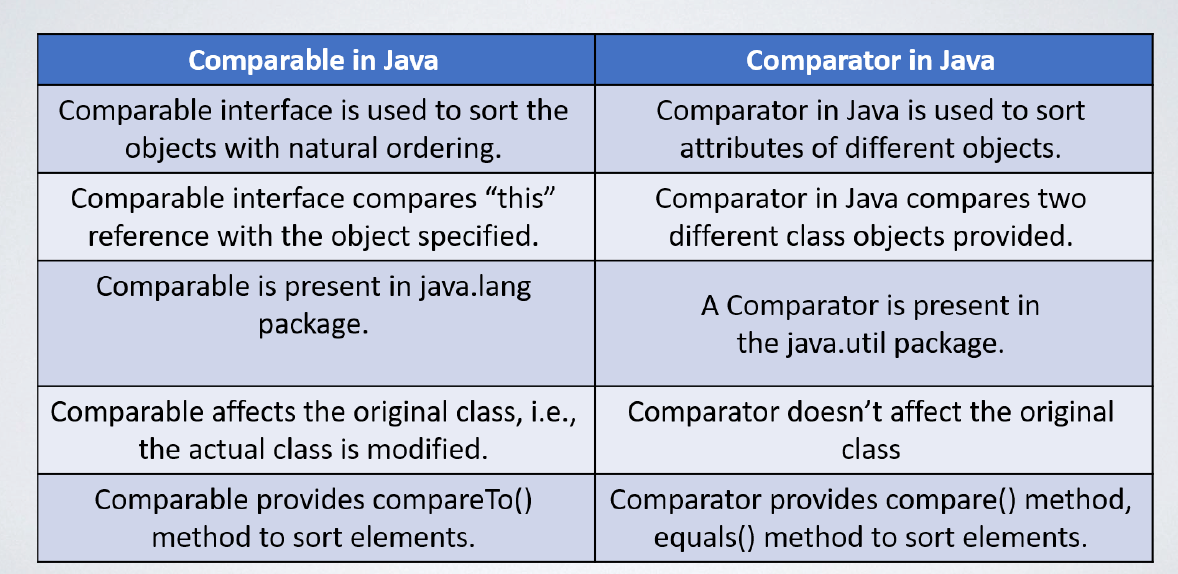 Comparable in Java
Comparator in Java
Comparable interface is used to sort the
objects with natural ordering.
Comparator in Java is used to sort
attributes of different objects.
Comparable interface compares “this”
reference with the object specified.
Comparator in Java compares two
different class objects provided.
Comparable is present in java.lang
package.
A Comparator is present in
the java.util package.
Comparable affects the original class, i.e.,
the actual class is modified.
Comparator doesn’t affect the original
class
Comparable provides compareTo()
method to sort elements.
Comparator provides compare() method,
equals() method to sort elements.